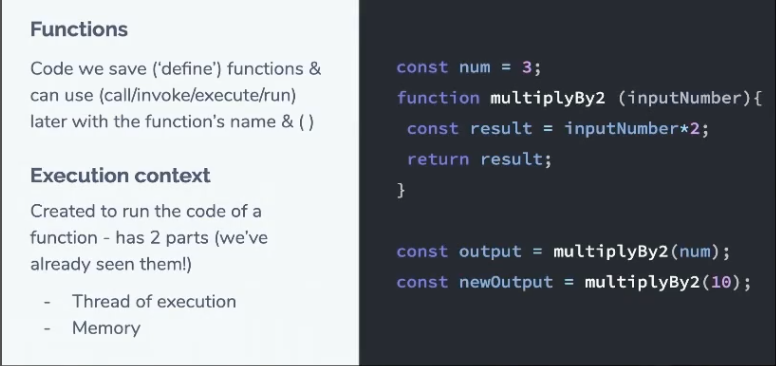 Functions
Code we save (‘define’) functions &
can use (call/invoke/execute/run)
later with the function’s name & ( )
Execution context
Created to run the code of a
function - has 2 parts (we’ve
already seen them!)
- Thread of execution
- Memory
const num = 3;
function multiplyBy2 (inputNumber){
const result = inputNumber*2;
return result;
}
const output = multiplyBy2(num);
const newOutput = multiplyBy2(10);